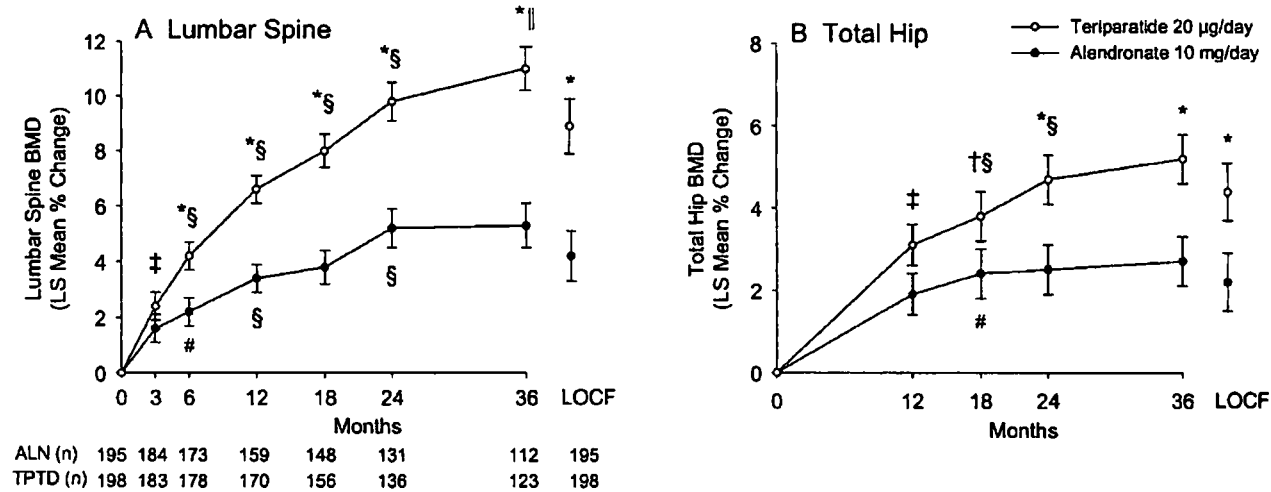 A Lumbar Spine
Lumbar Spine BMD
(LS Mean % Change)
12
10
8
6
4
2
0
‡
*§
*§
*§
*§
*||
*
‡
#
§
§
0 3 6 12 18 24 36 LOCF
Months
ALN (n) 195 184 173 159 148 131 112 195
TPTD (n) 198 183 178 170 156 136 123 198
B Total Hip
Teriparatide 20 µg/day
Alendronate 10 mg/day
Total Hip BMD
(LS Mean % Change)
8
6
4
2
0
‡
†§
*§
*
*
#
0 12 18 24 36 LOCF
Months